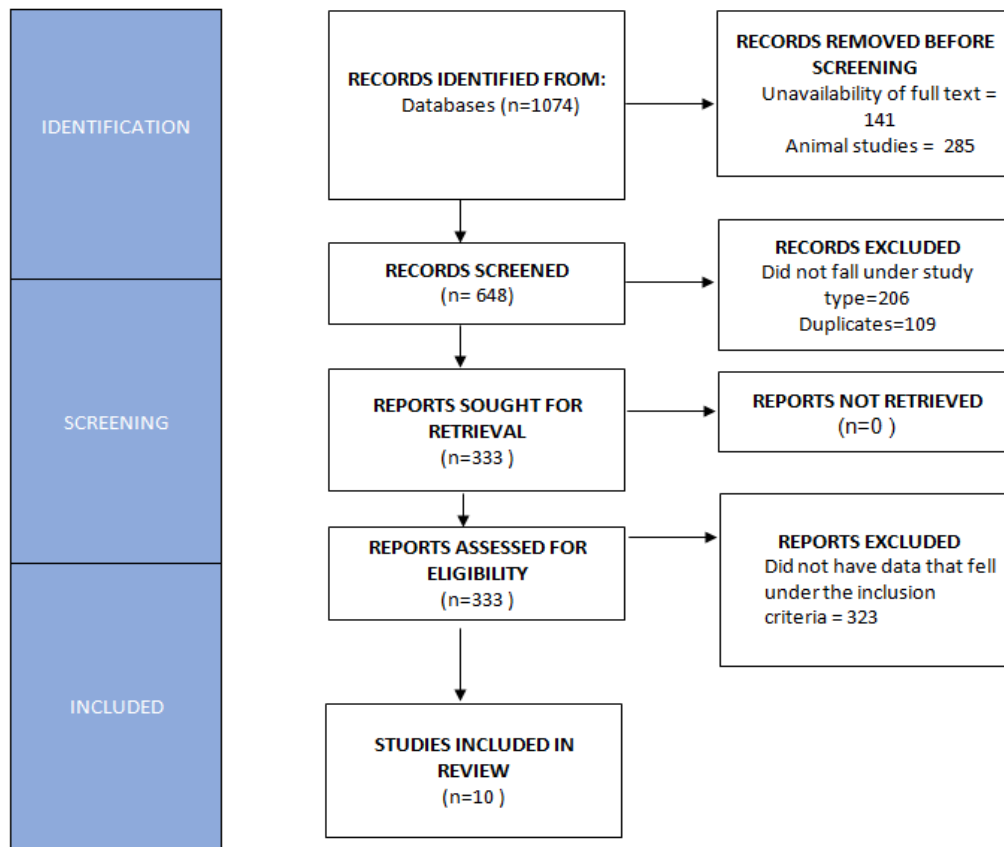 IDENTIFICATION
RECORDS IDENTIFIED FROM:
Databases (n=1074)
RECORDS REMOVED BEFORE
SCREENING
Unavailability of full text =
141
Animal studies =  285
SCREENING
RECORDS SCREENED
(n= 648)
RECORDS EXCLUDED
Did not fall under study
type=206
Duplicates=109
REPORTS SOUGHT FOR
RETRIEVAL
(n=333 )
REPORTS NOT RETRIEVED
(n=0 )
REPORTS ASSESSED FOR
ELIGIBILITY
(n=333 )
REPORTS EXCLUDED
Did not have data that fell
under the inclusion
criteria = 323
INCLUDED
STUDIES INCLUDED IN
REVIEW
(n=10 )